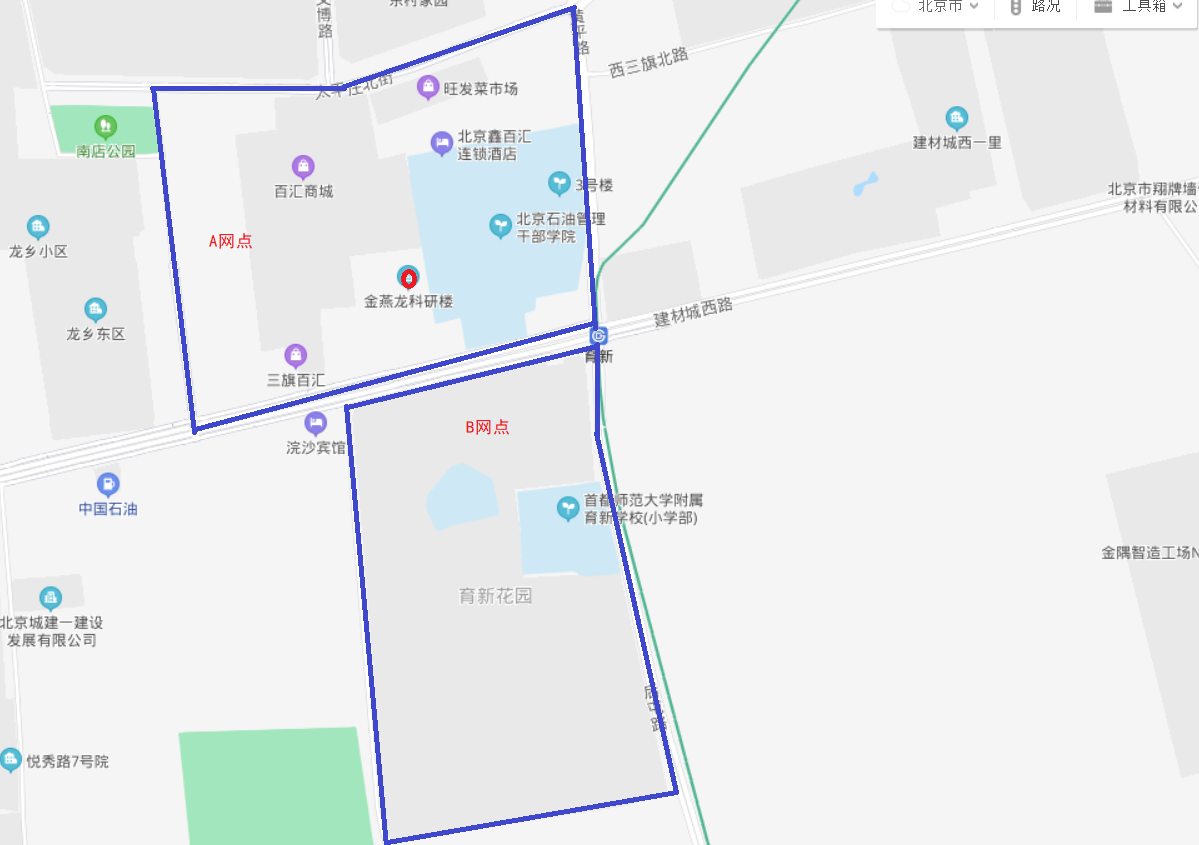 北京市
路况
工具箱
文博路
西三旗北路
太平庄北街
旺发菜市场
北京鑫百汇
连锁酒店
建材城西一里
南店公园
百汇商城
3号楼
北京市翔牌墙
材料有限公
北京石油管理
干部学院
A网点
龙乡小区
金燕龙科研楼
建材城西路
龙乡东区
育新
三旗百汇
B网点
浣沙宾馆
中国石油
首都师范大学附属
育新学校(小学部)
金隅智造工场N
育新花园
北京城建一建设
发展有限公司
悦秀路7号院